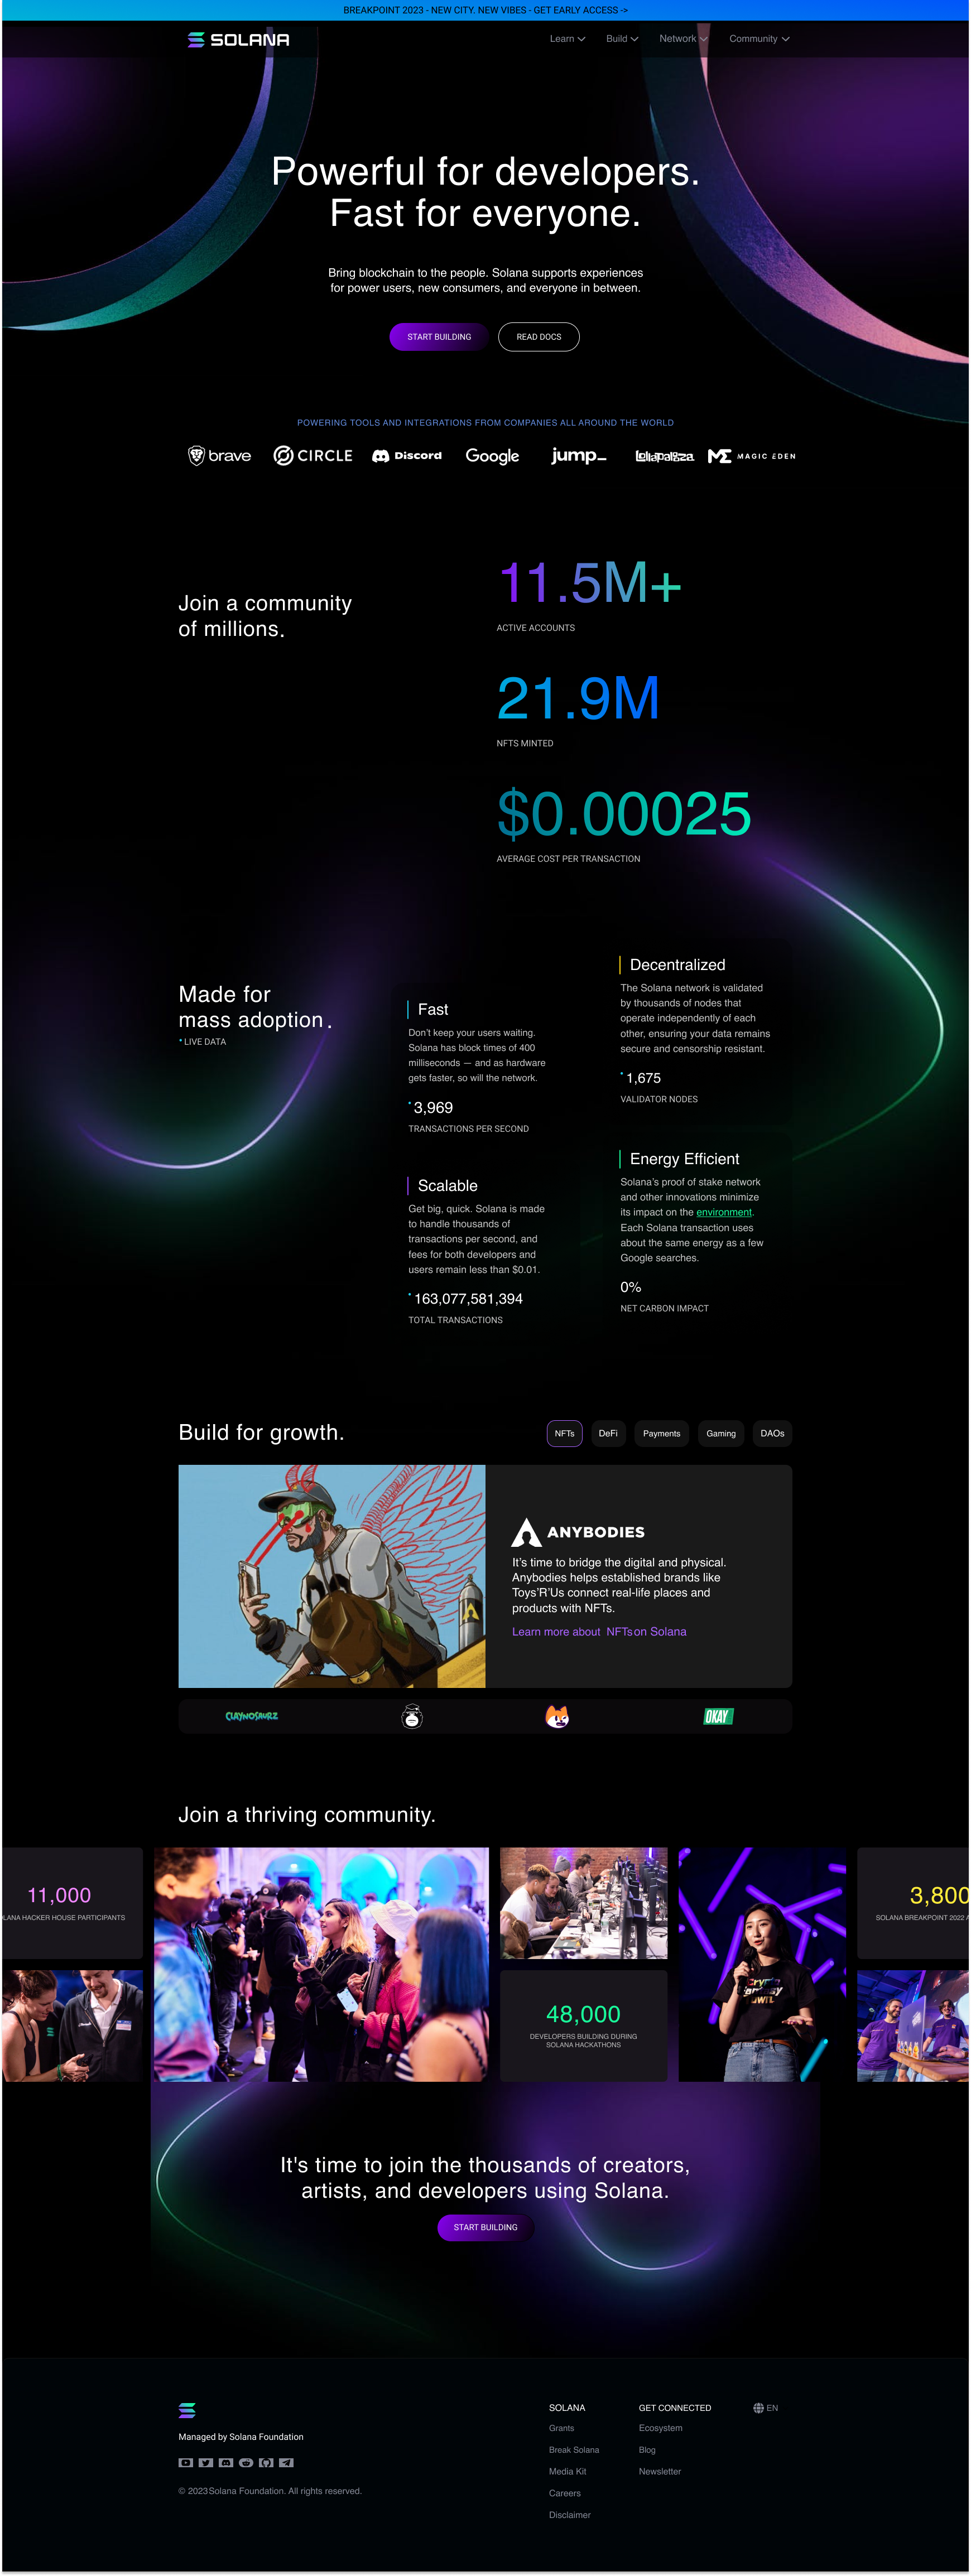 BREAKPOINT 2023 - NEW CITY. NEW VIBES - GET EARLY ACCESS ->
SOLANA
Learn
Build
Network
Community
Powerful for developers.
Fast for everyone.
Bring blockchain to the people. Solana supports experiences
for power users, new consumers, and everyone in between.
START BUILDING
READ DOCS
POWERING TOOLS AND INTEGRATIONS FROM COMPANIES ALL AROUND THE WORLD
brave
CIRCLE
Discord
Google
jump_
Lollapalooza
MAGIC EDEN
Join a community
of millions.
11.5M+
ACTIVE ACCOUNTS
21.9M
NFTS MINTED
$0.00025
AVERAGE COST PER TRANSACTION
Made for
mass adoption.
LIVE DATA
Fast
Don't keep your users waiting.
Solana has block times of 400
milliseconds — and as hardware
gets faster, so will the network.
3,969
TRANSACTIONS PER SECOND
Scalable
Get big, quick. Solana is made
to handle thousands of
transactions per second, and
fees for both developers and
users remain less than $0.01.
163,077,581,394
TOTAL TRANSACTIONS
Decentralized
The Solana network is validated
by thousands of nodes that
operate independently of each
other, ensuring your data remains
secure and censorship resistant.
1,675
VALIDATOR NODES
Energy Efficient
Solana's proof of stake network
and other innovations minimize
its impact on the environment.
Each Solana transaction uses
about the same energy as a few
Google searches.
0%
NET CARBON IMPACT
Build for growth.
NFTs
DeFi
Payments
Gaming
DAOs
ANYBODIES
It's time to bridge the digital and physical.
Anybodies helps established brands like
Toys'R'Us connect real-life places and
products with NFTs.
Learn more about NFTs on Solana
CLAYNOSAURZ
OKAY
Join a thriving community.
11,000
LANA HACKER HOUSE PARTICIPANTS
48,000
DEVELOPERS BUILDING DURING
SOLANA HACKATHONS
3,800
SOLANA BREAKPOINT 2022 A
It's time to join the thousands of creators,
artists, and developers using Solana.
START BUILDING
Managed by Solana Foundation
© 2023 Solana Foundation. All rights reserved.
SOLANA
Grants
Break Solana
Media Kit
Careers
Disclaimer
GET CONNECTED
Ecosystem
Blog
Newsletter
EN